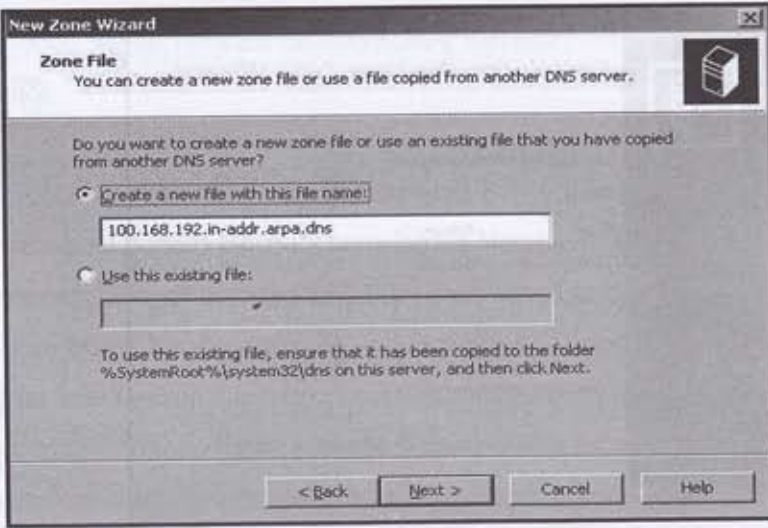 New Zone Wizard
Zone File
You can create a new zone file or use a file copied from another DNS server.
Do you want to create a new zone file or use an existing file that you have copied
from another DNS server?
Create a new file with this file name:
100.168.192.in-addr.arpa.dns
Use this existing file:
To use this existing file, ensure that it has been copied to the folder
%SystemRoot%\system32\dns on this server, and then click Next.
< Back
Next >
Cancel
Help